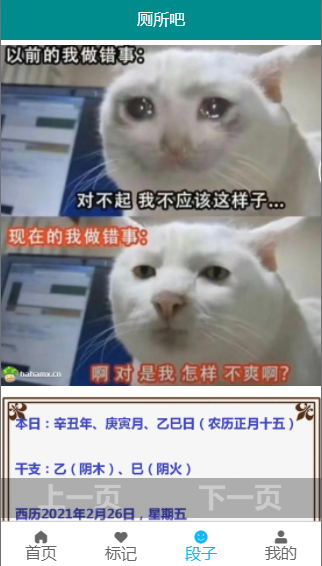 厕所吧
以前的我做错事:
对不起 我不应该这样子...
现在的我做错事:
hahamx.cn
啊 对 是我 怎样 不爽啊?
本日：辛丑年、庚寅月、乙巳日（农历正月十五）
干支：乙（阴木）、巳（阴火）
上一页 下一页
西历2021年2月26日，星期五
首页 标记 段子 我的